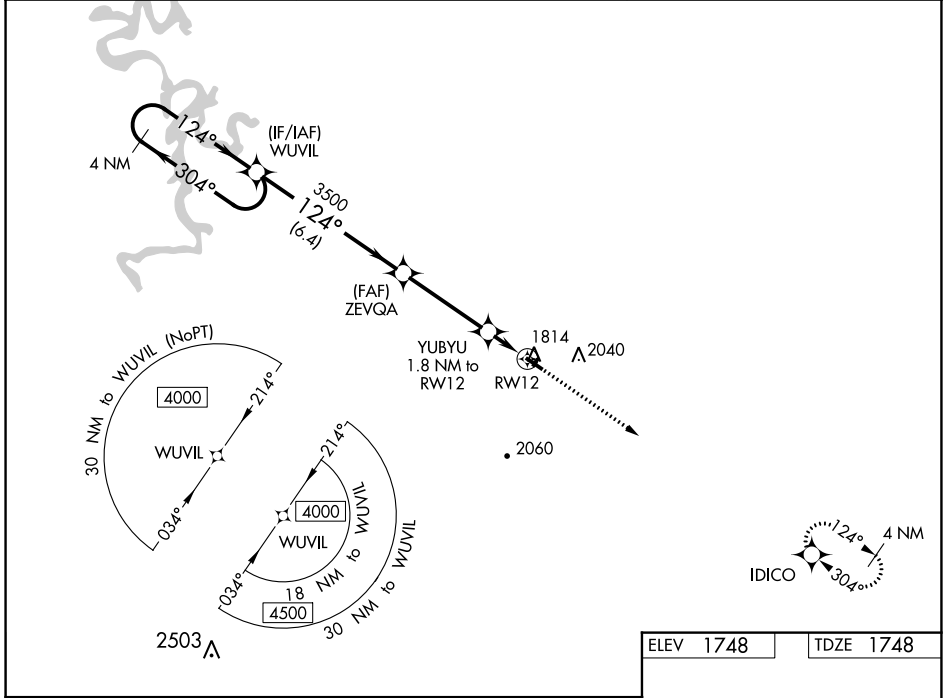 124°
4 NM
304°
(IF/IAF)
WUVIL
3500
124°
(6.4)
(FAF)
ZEVQA
YUBYU
1.8 NM to
RW12
RW12
1814
2040
2060
30 NM to WUVIL (NoPT)
4000
214°
WUVIL
034°
214°
4000
WUVIL
034°
18 NM to WUVIL
4500
30 NM to WUVIL
2503
124°
4 NM
IDICO
304°
ELEV 1748
TDZE 1748